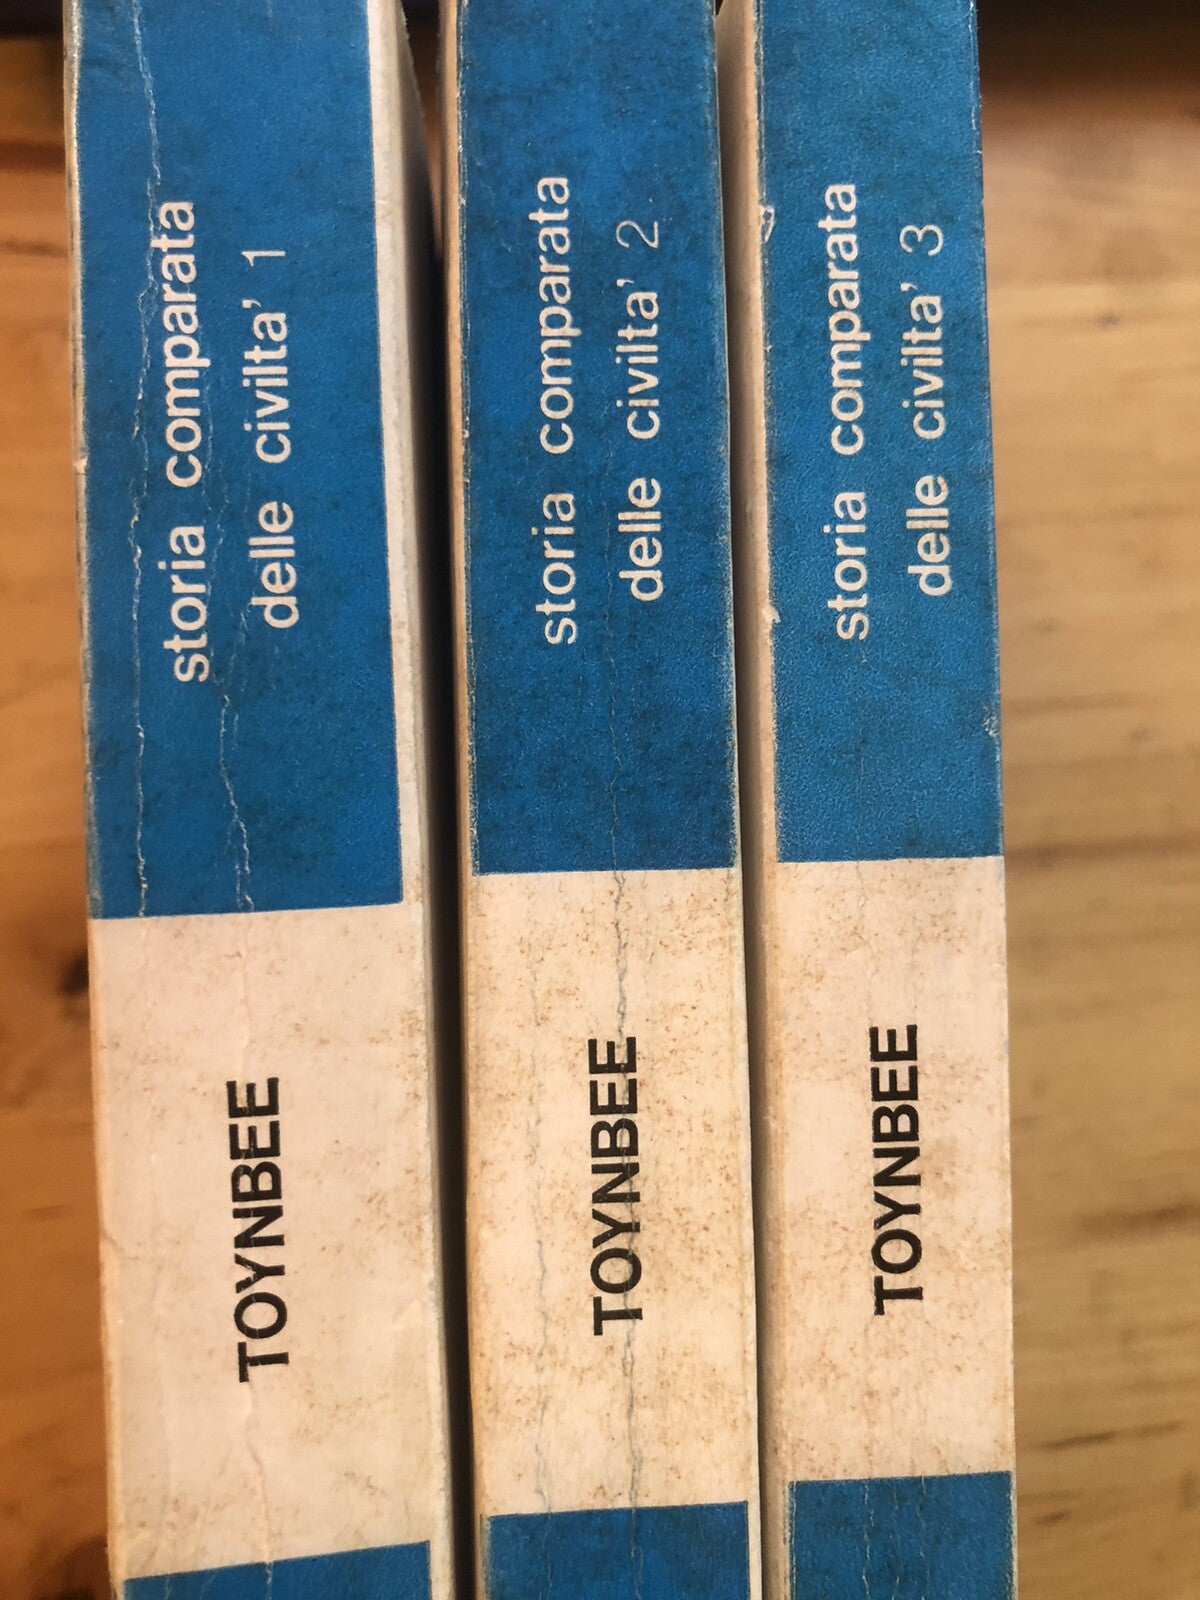 storia comparata
delle civilta' 1
TOYNBEE
storia comparata
delle civilta' 2
TOYNBEE
storia comparata
delle civilta' 3
TOYNBEE